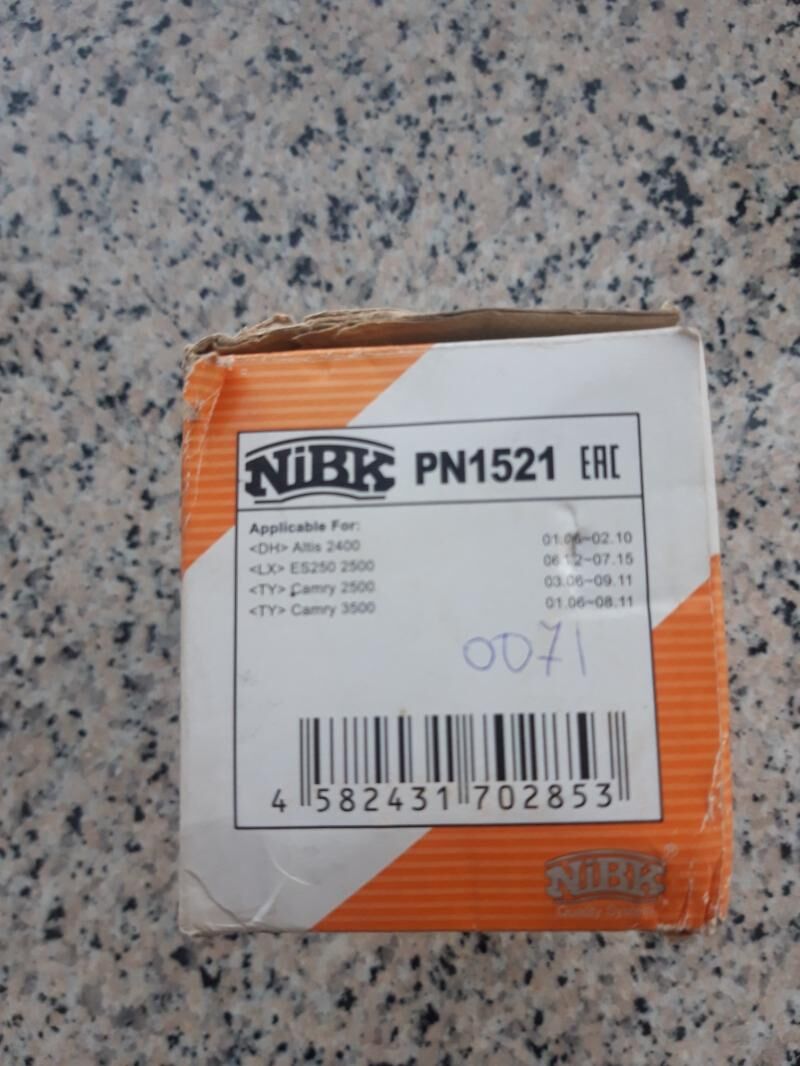 NiBK PN1521 EAC
Applicable For:
<DH> Altis 2400 01.06~02.10
<LX> ES250 2500 06.12~07.15
<TY> Camry 2500 03.06~09.11
<TY> Camry 3500 01.06~08.11
0071
4 582431 702853
NiBK®
Quality System